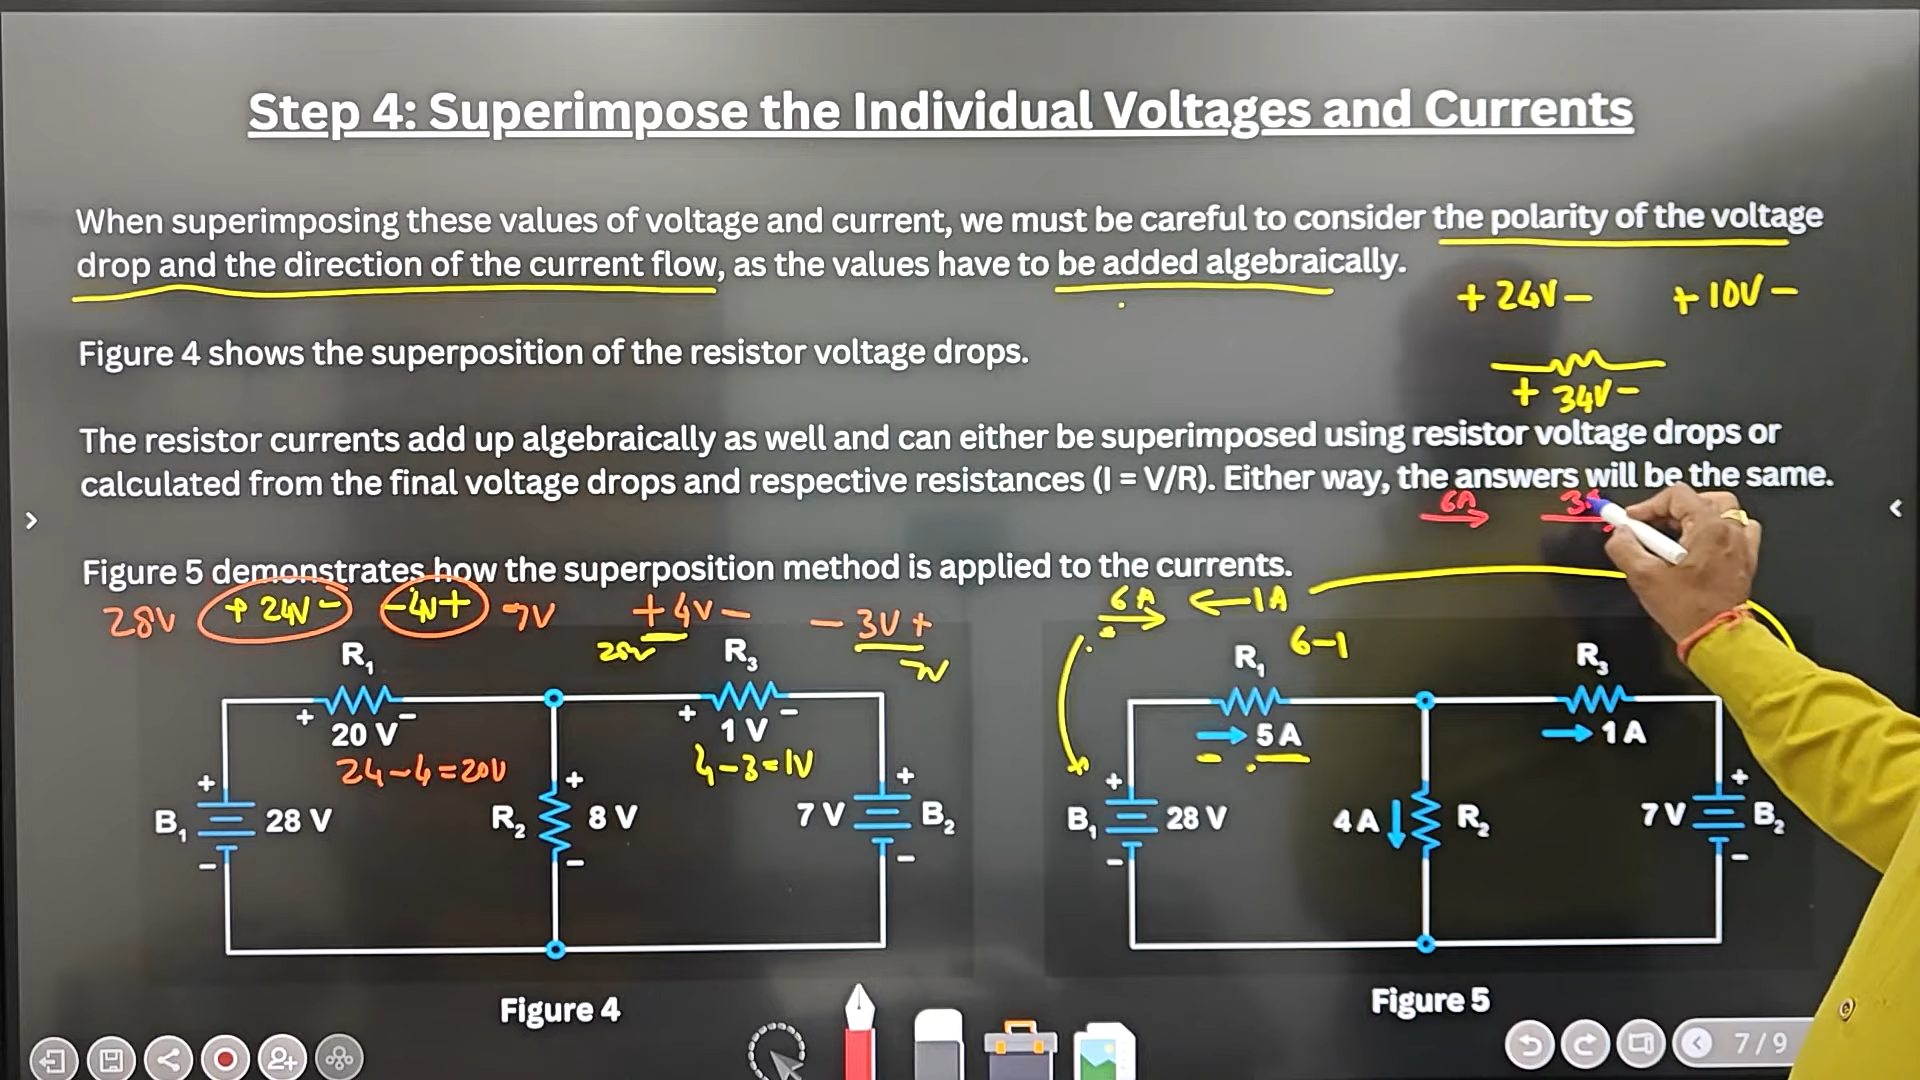 Step 4: Superimpose the Individual Voltages and Currents
When superimposing these values of voltage and current, we must be careful to consider the polarity of the voltage
drop and the direction of the current flow, as the values have to be added algebraically.
+ 24V − + 10V −
Figure 4 shows the superposition of the resistor voltage drops.
+ 34V −
The resistor currents add up algebraically as well and can either be superimposed using resistor voltage drops or
calculated from the final voltage drops and respective resistances (I = V/R). Either way, the answers will be the same.
6A
Figure 5 demonstrates how the superposition method is applied to the currents.
28V + 24V − − 4V + 7V + 4V − − 3V +
28V 7V
R₁ R₃
+ 20 V − + 1 V −
24 − 4 = 20V 4 − 3 = 1V
+ + +
B₁ 28 V R₂ 8 V 7 V B₂
− − −
Figure 4
6A ← 1A
6 − 1
R₁ R₃
→ 5 A → 1 A
+ +
B₁ 28 V 4 A ↓ R₂ 7 V B₂
− −
Figure 5
7 / 9